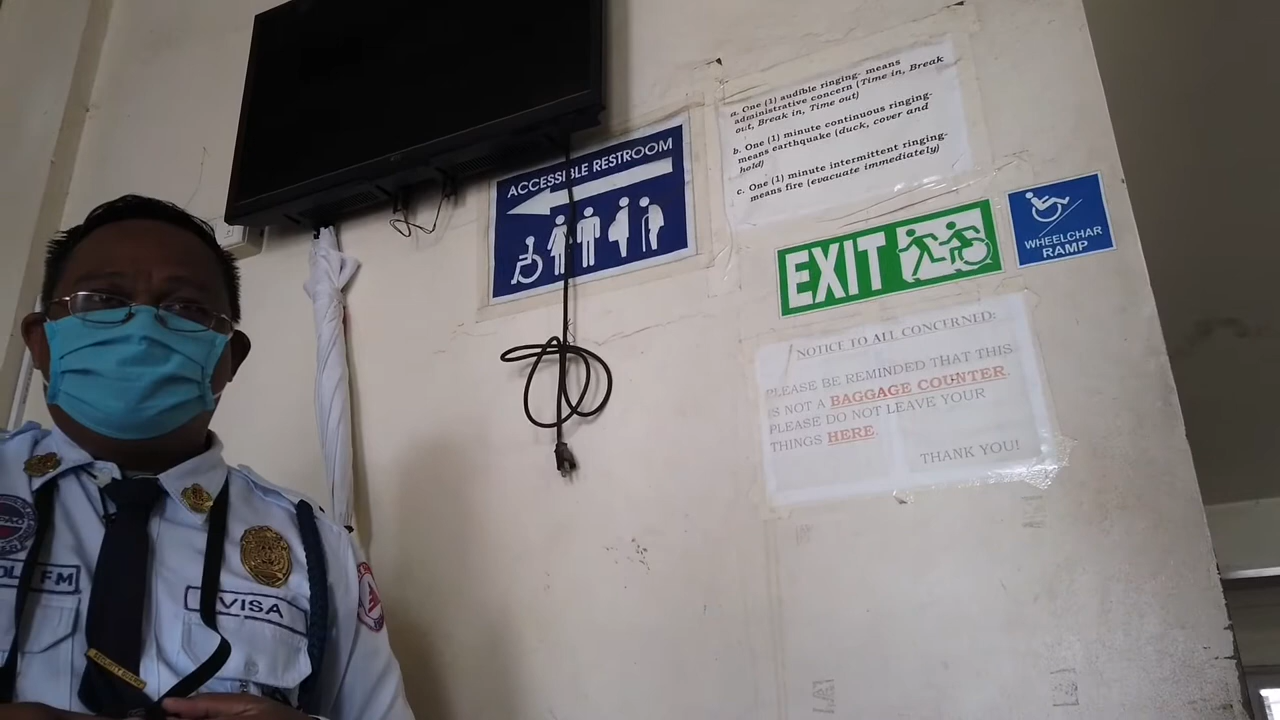 ACCESSIBLE RESTROOM
a. One (1) audible ringing- means
administrative concern (Time in, Break
out, Break in, Time out)
b. One (1) minute continuous ringing-
means earthquake (duck, cover and
hold)
c. One (1) minute intermittent ringing-
means fire (evacuate immediately)
EXIT
WHEELCHAR
RAMP
NOTICE TO ALL CONCERNED:
PLEASE BE REMINDED THAT THIS
IS NOT A BAGGAGE COUNTER.
PLEASE DO NOT LEAVE YOUR
THINGS HERE.
THANK YOU!
FM
VISA
SECURITY GUARD